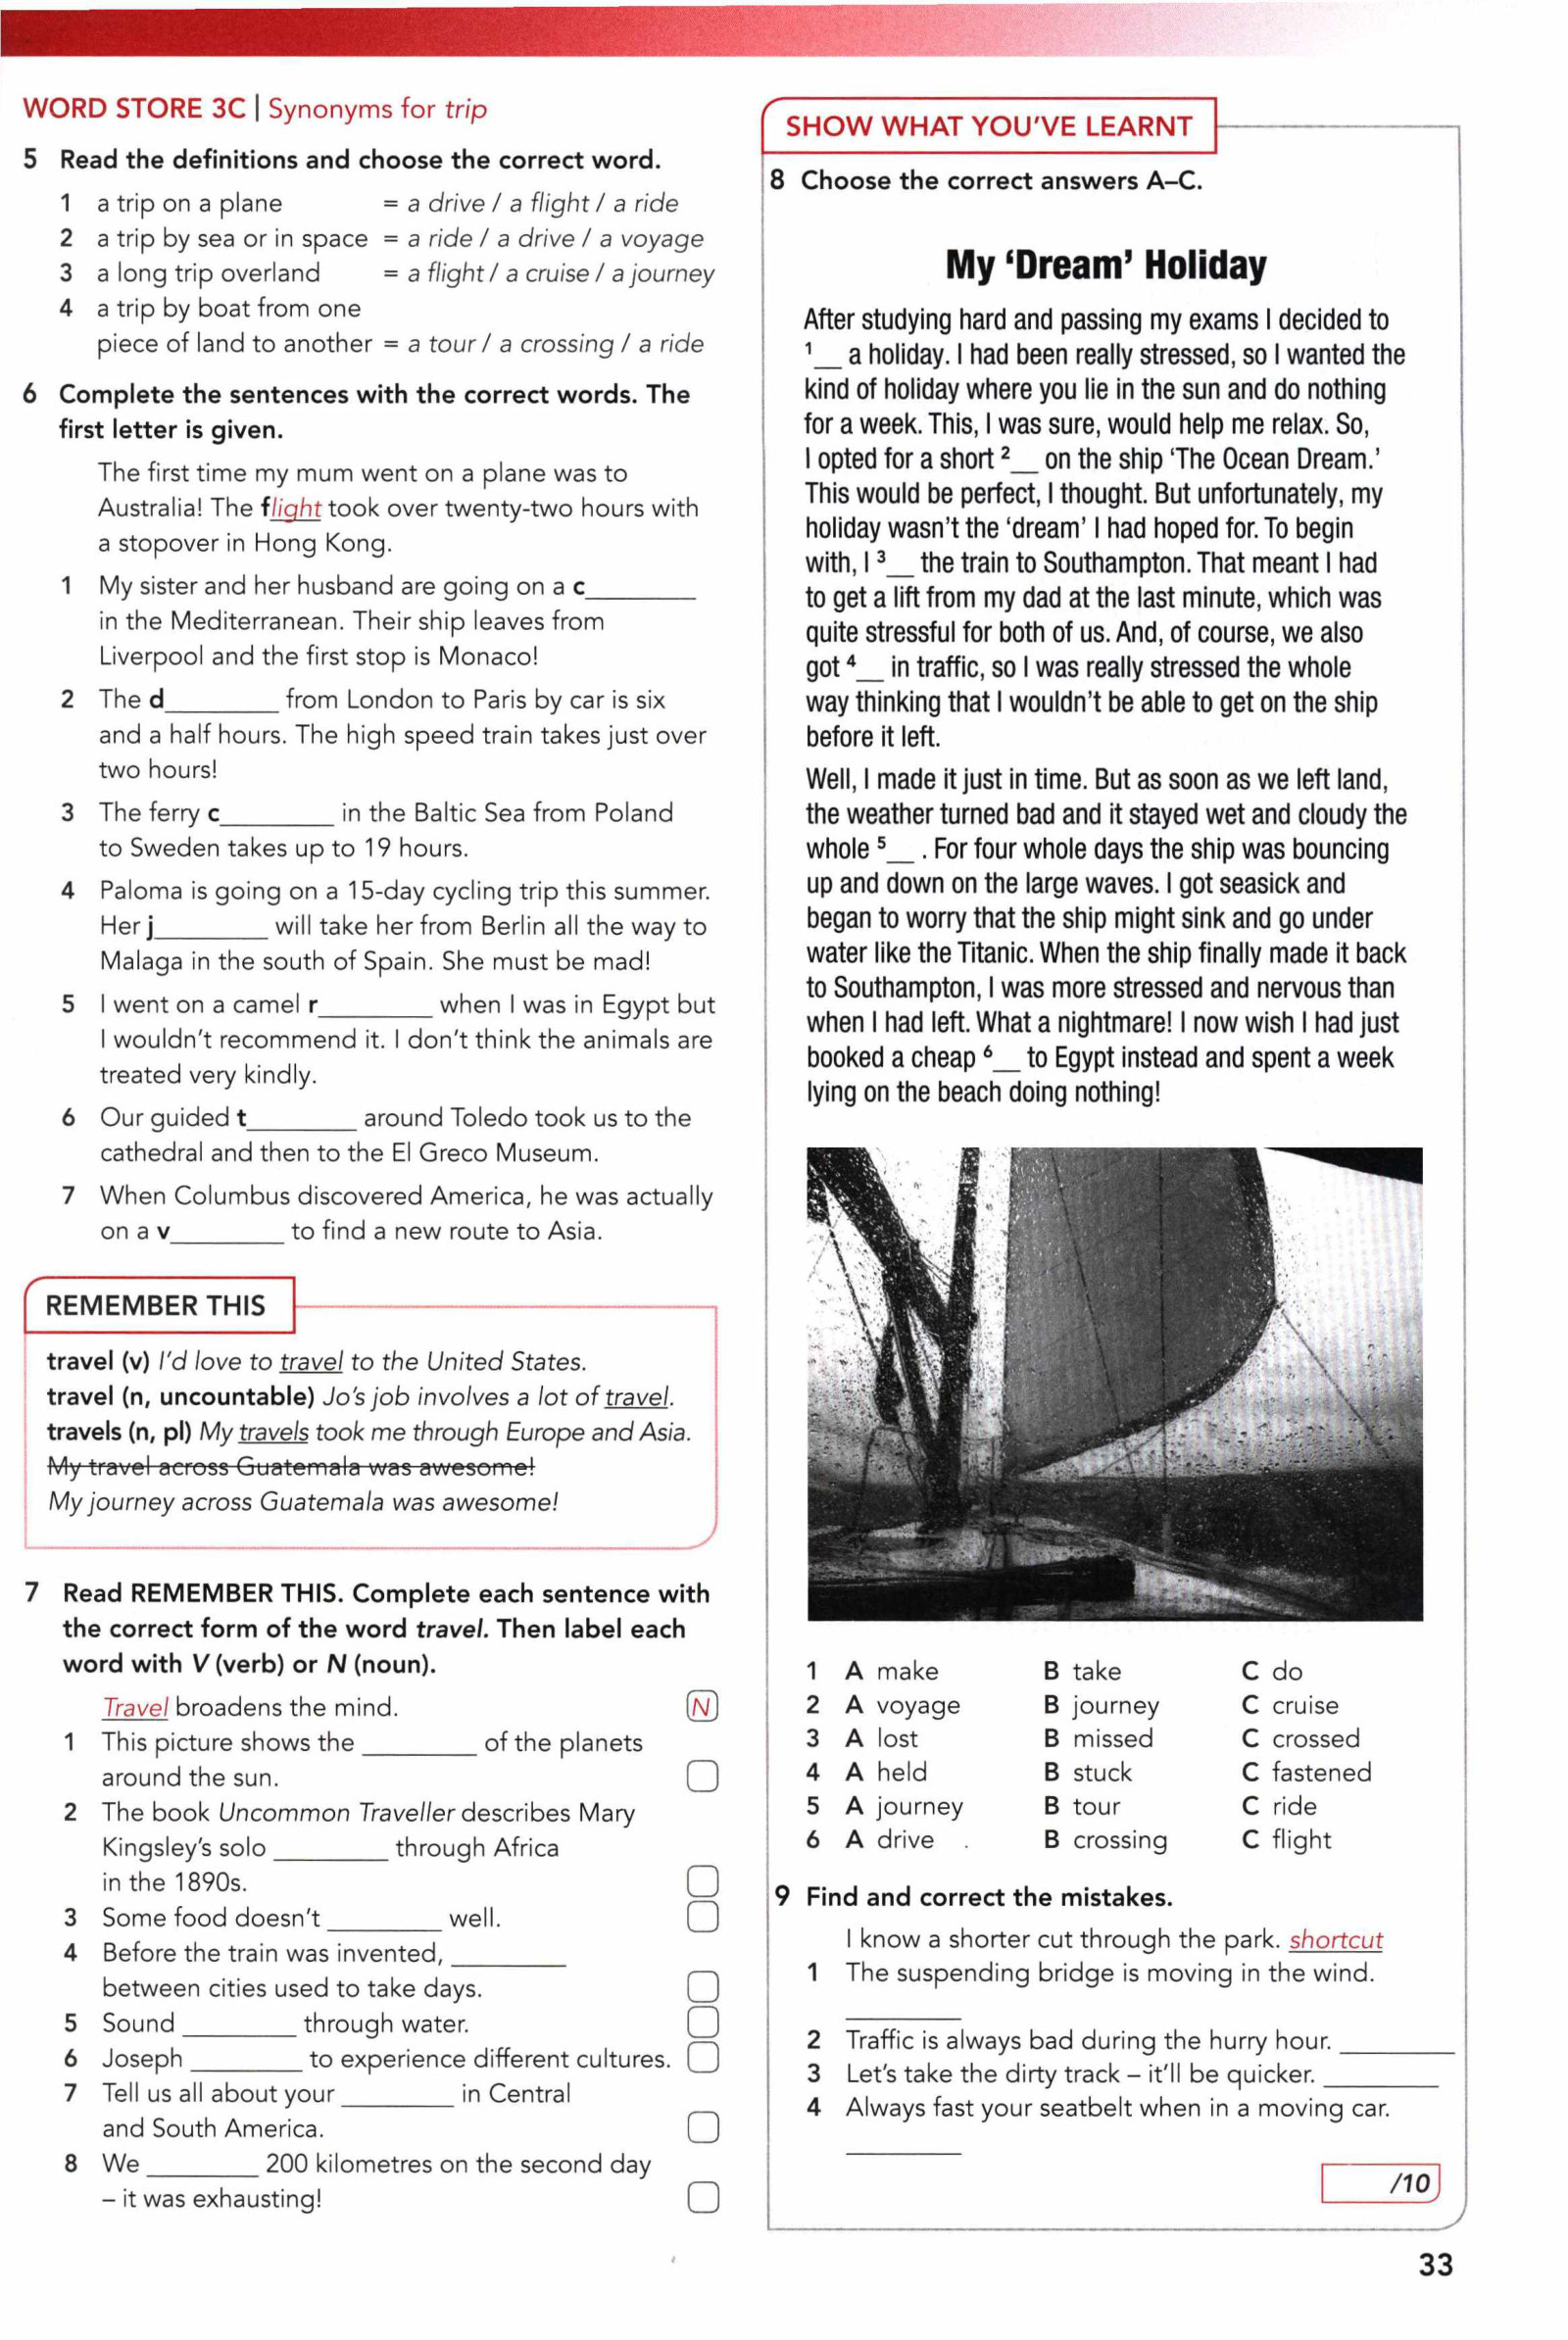 WORD STORE 3C | Synonyms for trip
5 Read the definitions and choose the correct word.
1 a trip on a plane = a drive / a flight / a ride
2 a trip by sea or in space = a ride / a drive / a voyage
3 a long trip overland = a flight / a cruise / a journey
4 a trip by boat from one
piece of land to another = a tour / a crossing / a ride
6 Complete the sentences with the correct words. The
first letter is given.
The first time my mum went on a plane was to
Australia! The flight took over twenty-two hours with
a stopover in Hong Kong.
1 My sister and her husband are going on a c________
in the Mediterranean. Their ship leaves from
Liverpool and the first stop is Monaco!
2 The d________ from London to Paris by car is six
and a half hours. The high speed train takes just over
two hours!
3 The ferry c________ in the Baltic Sea from Poland
to Sweden takes up to 19 hours.
4 Paloma is going on a 15-day cycling trip this summer.
Her j________ will take her from Berlin all the way to
Malaga in the south of Spain. She must be mad!
5 I went on a camel r________ when I was in Egypt but
I wouldn't recommend it. I don't think the animals are
treated very kindly.
6 Our guided t________ around Toledo took us to the
cathedral and then to the El Greco Museum.
7 When Columbus discovered America, he was actually
on a v________ to find a new route to Asia.
REMEMBER THIS
travel (v) I'd love to travel to the United States.
travel (n, uncountable) Jo's job involves a lot of travel.
travels (n, pl) My travels took me through Europe and Asia.
My travel across Guatemala was awesome!
My journey across Guatemala was awesome!
7 Read REMEMBER THIS. Complete each sentence with
the correct form of the word travel. Then label each
word with V (verb) or N (noun).
Travel broadens the mind. N
1 This picture shows the ________ of the planets
around the sun.
2 The book Uncommon Traveller describes Mary
Kingsley's solo ________ through Africa
in the 1890s.
3 Some food doesn't ________ well.
4 Before the train was invented, ________
between cities used to take days.
5 Sound ________ through water.
6 Joseph ________ to experience different cultures.
7 Tell us all about your ________ in Central
and South America.
8 We ________ 200 kilometres on the second day
– it was exhausting!
SHOW WHAT YOU'VE LEARNT
8 Choose the correct answers A–C.
My 'Dream' Holiday
After studying hard and passing my exams I decided to
1__ a holiday. I had been really stressed, so I wanted the
kind of holiday where you lie in the sun and do nothing
for a week. This, I was sure, would help me relax. So,
I opted for a short 2__ on the ship 'The Ocean Dream.'
This would be perfect, I thought. But unfortunately, my
holiday wasn't the 'dream' I had hoped for. To begin
with, I 3__ the train to Southampton. That meant I had
to get a lift from my dad at the last minute, which was
quite stressful for both of us. And, of course, we also
got 4__ in traffic, so I was really stressed the whole
way thinking that I wouldn't be able to get on the ship
before it left.
Well, I made it just in time. But as soon as we left land,
the weather turned bad and it stayed wet and cloudy the
whole 5__ . For four whole days the ship was bouncing
up and down on the large waves. I got seasick and
began to worry that the ship might sink and go under
water like the Titanic. When the ship finally made it back
to Southampton, I was more stressed and nervous than
when I had left. What a nightmare! I now wish I had just
booked a cheap 6__ to Egypt instead and spent a week
lying on the beach doing nothing!
1 A make B take C do
2 A voyage B journey C cruise
3 A lost B missed C crossed
4 A held B stuck C fastened
5 A journey B tour C ride
6 A drive B crossing C flight
9 Find and correct the mistakes.
I know a shorter cut through the park. shortcut
1 The suspending bridge is moving in the wind.
________
2 Traffic is always bad during the hurry hour. ________
3 Let's take the dirty track – it'll be quicker. ________
4 Always fast your seatbelt when in a moving car.
________
/10
33